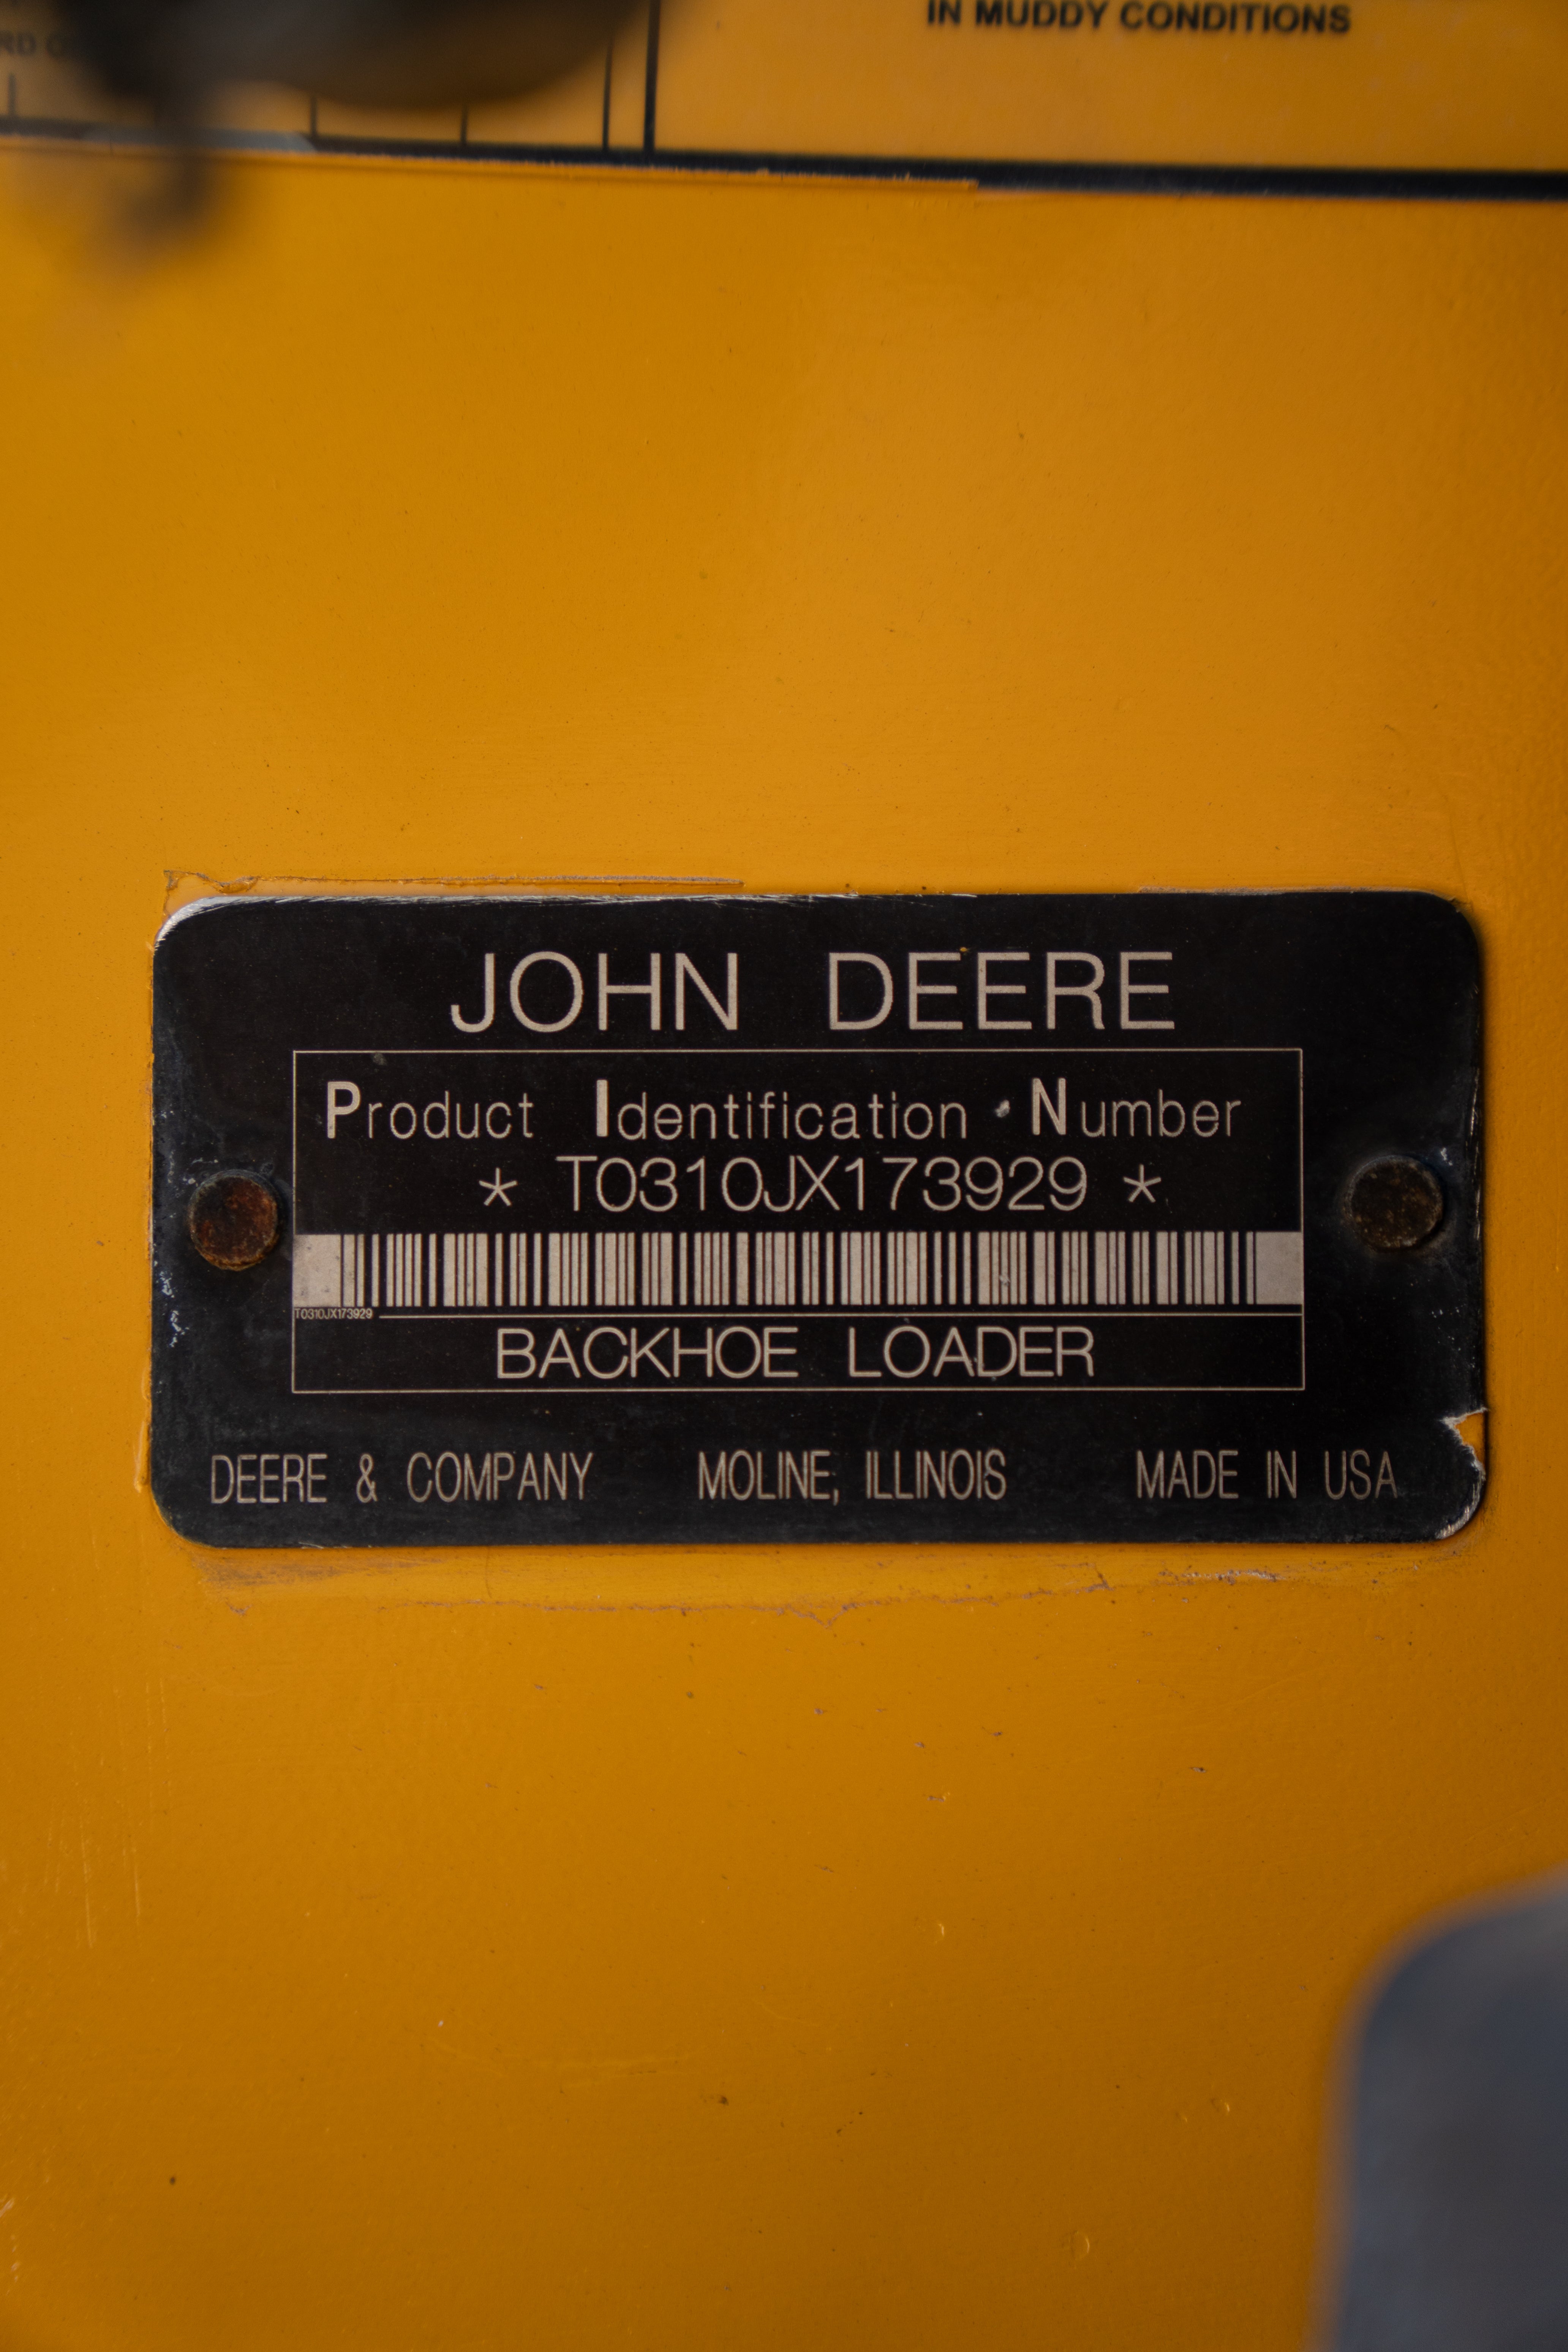 IN MUDDY CONDITIONS
JOHN DEERE
Product Identification Number
* T0310JX173929 *
T0310JX173929
BACKHOE LOADER
DEERE & COMPANY MOLINE, ILLINOIS MADE IN USA